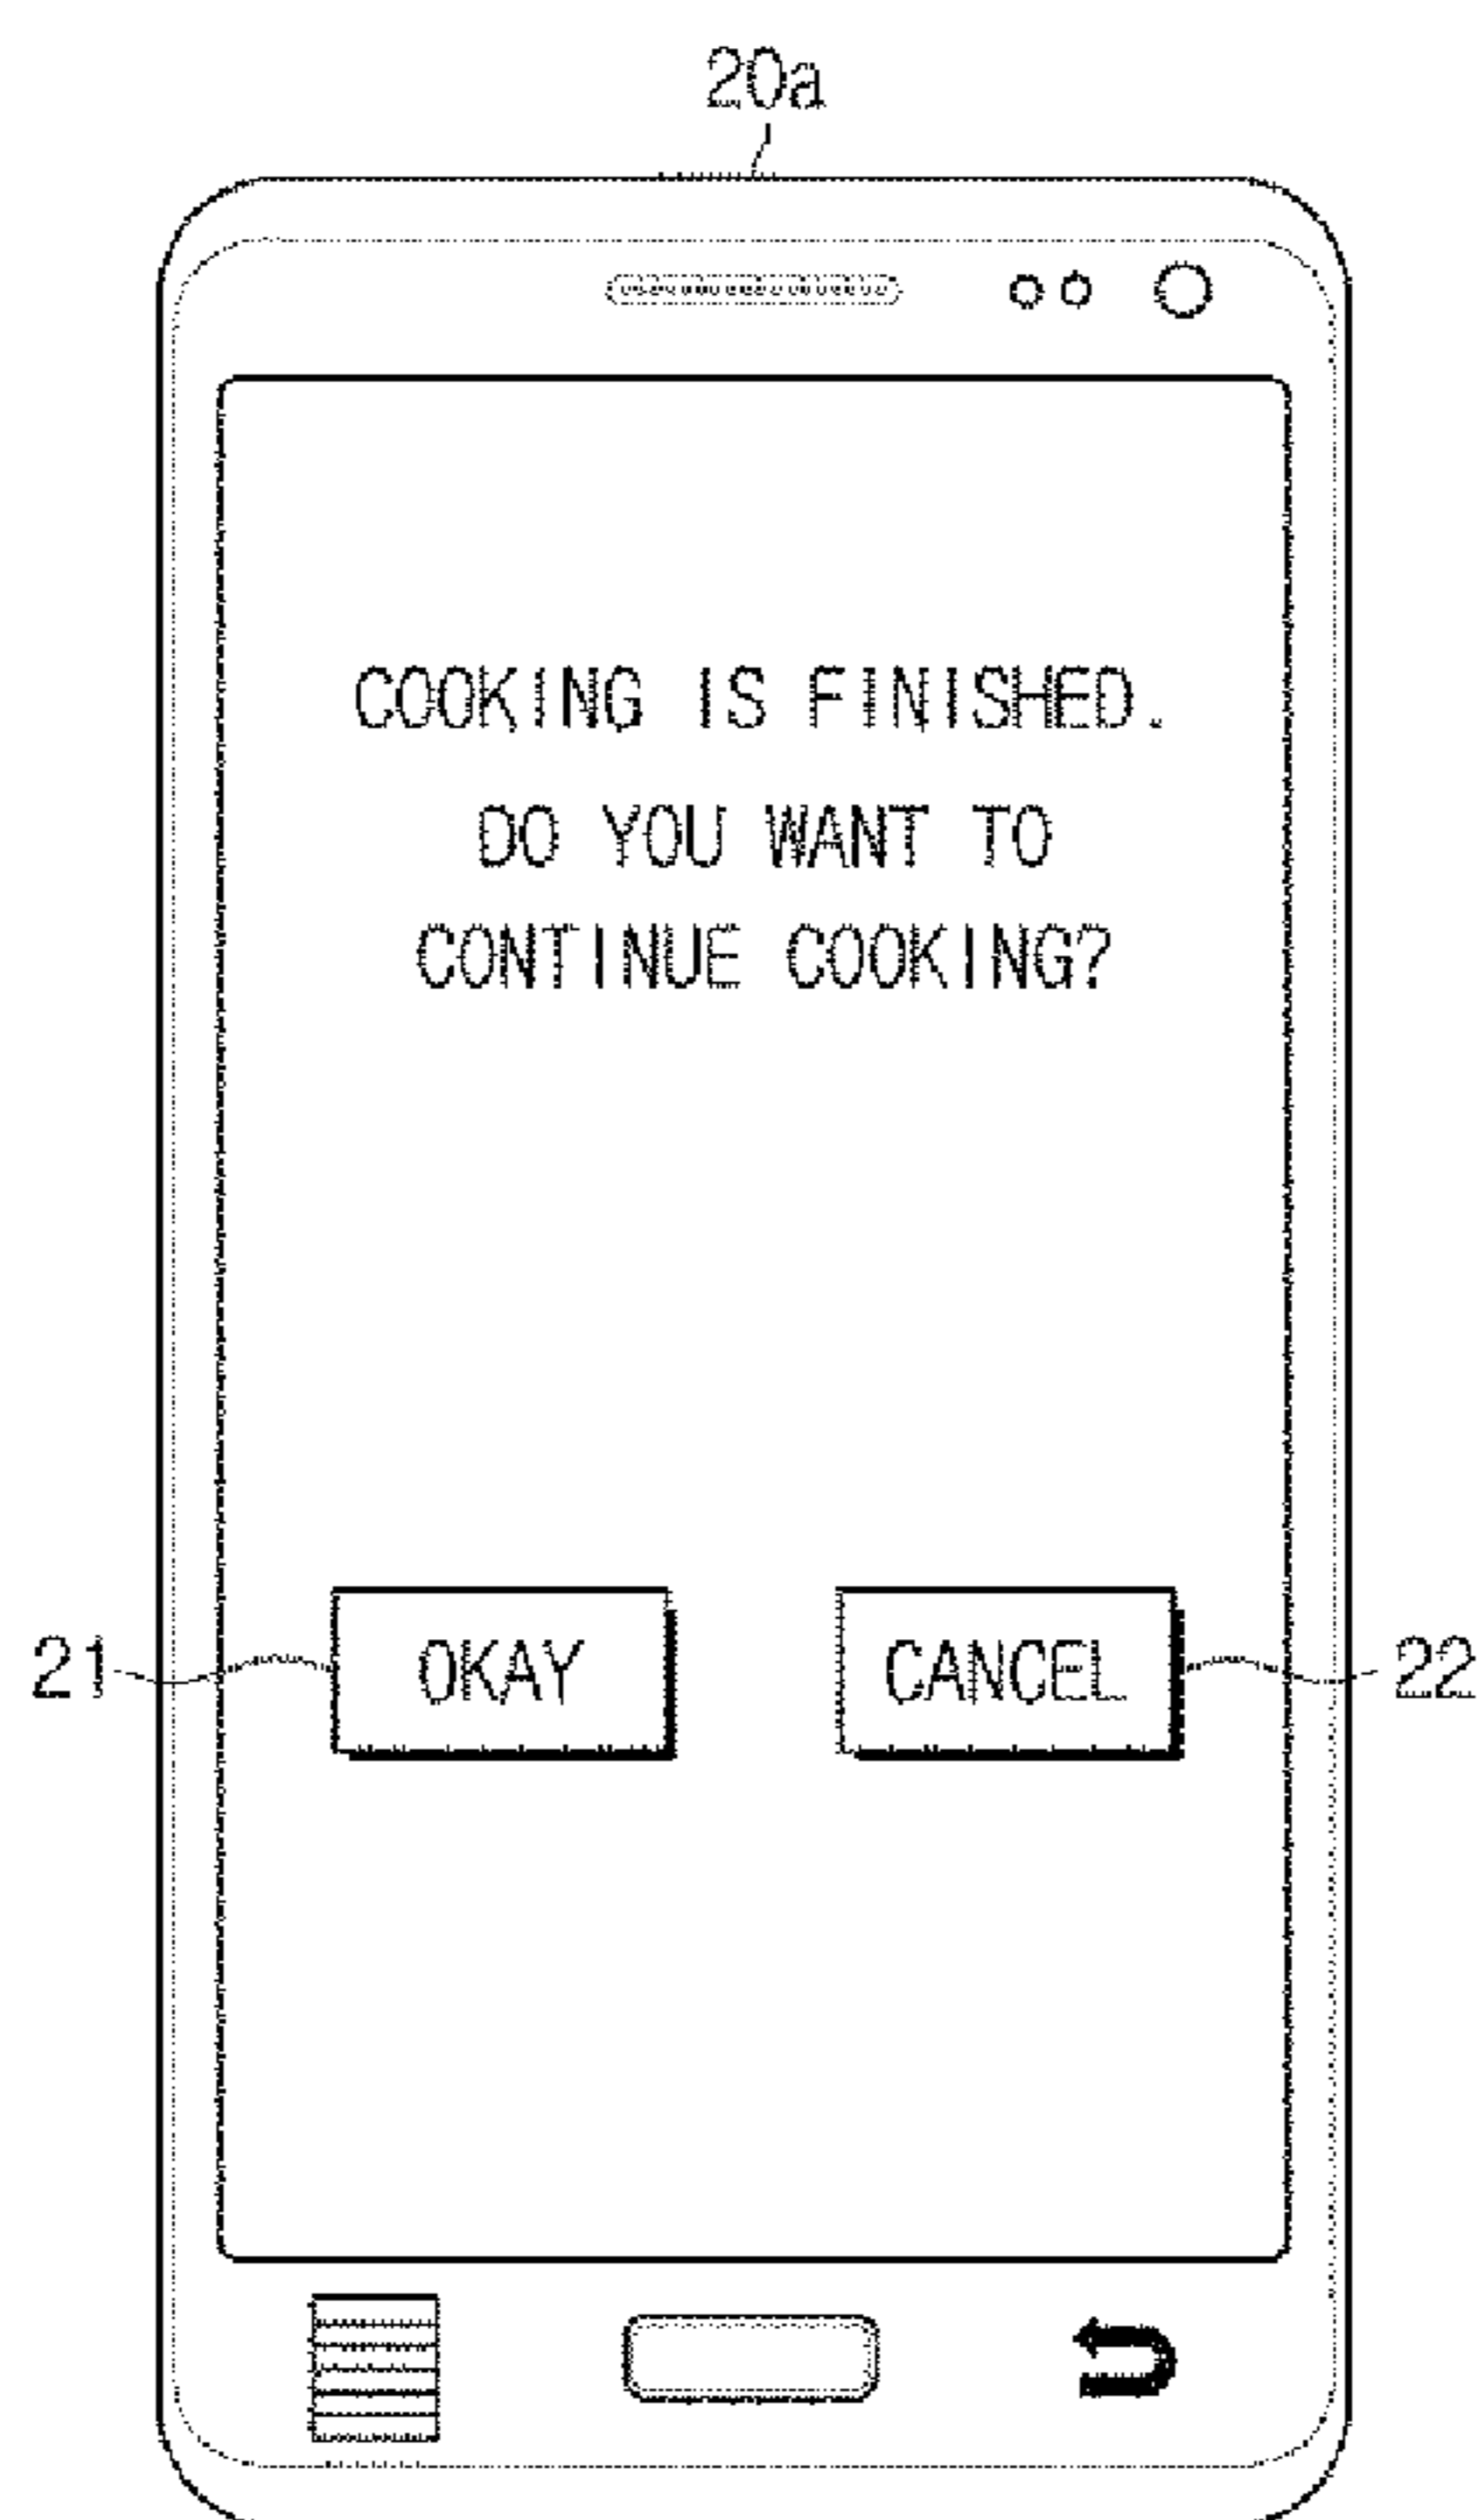 20a
COOKING IS FINISHED.
DO YOU WANT TO
CONTINUE COOKING?
21 OKAY CANCEL 22